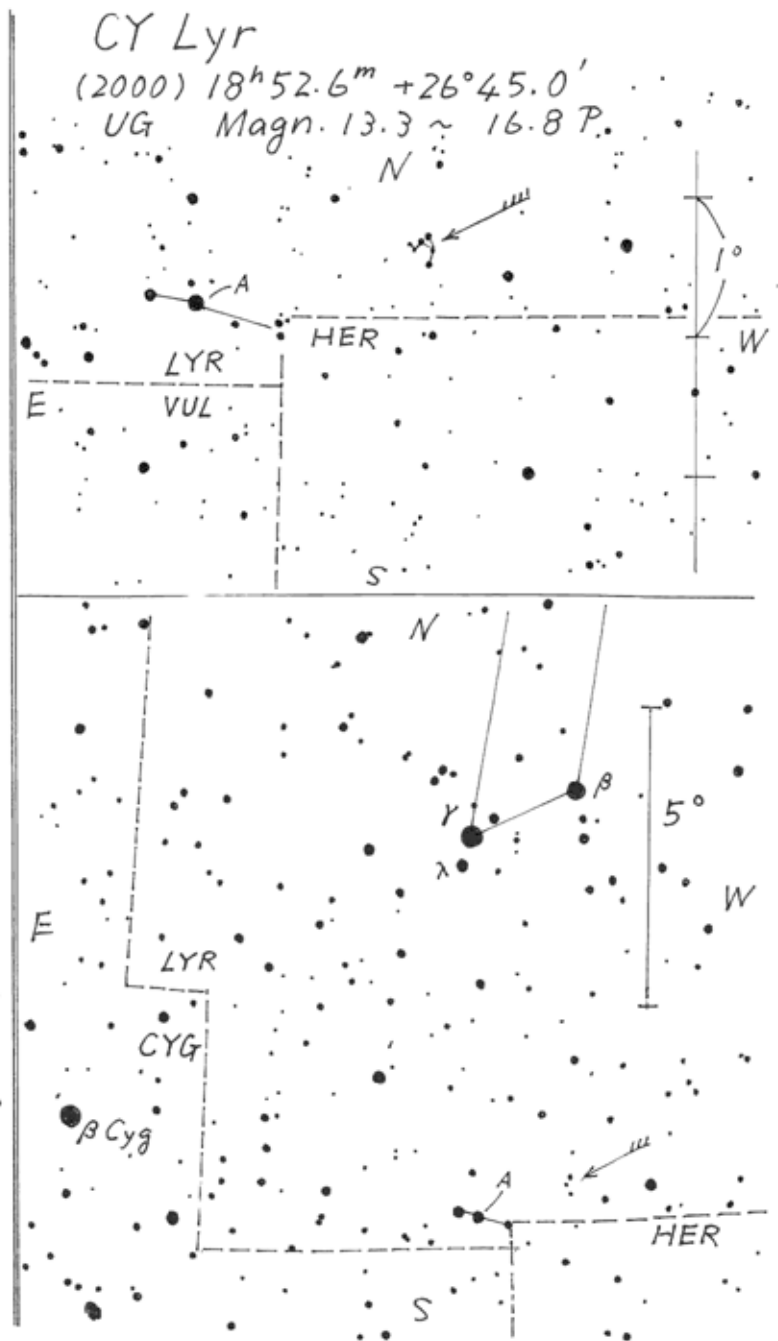 CY Lyr
(2000) 18ʰ52.6ᵐ +26°45.0′
UG Magn. 13.3 ~ 16.8 P.
N
A
1°
HER
W
LYR
E
VUL
S
N
β
γ
5°
λ
W
E
LYR
CYG
β Cyg
A
HER
S